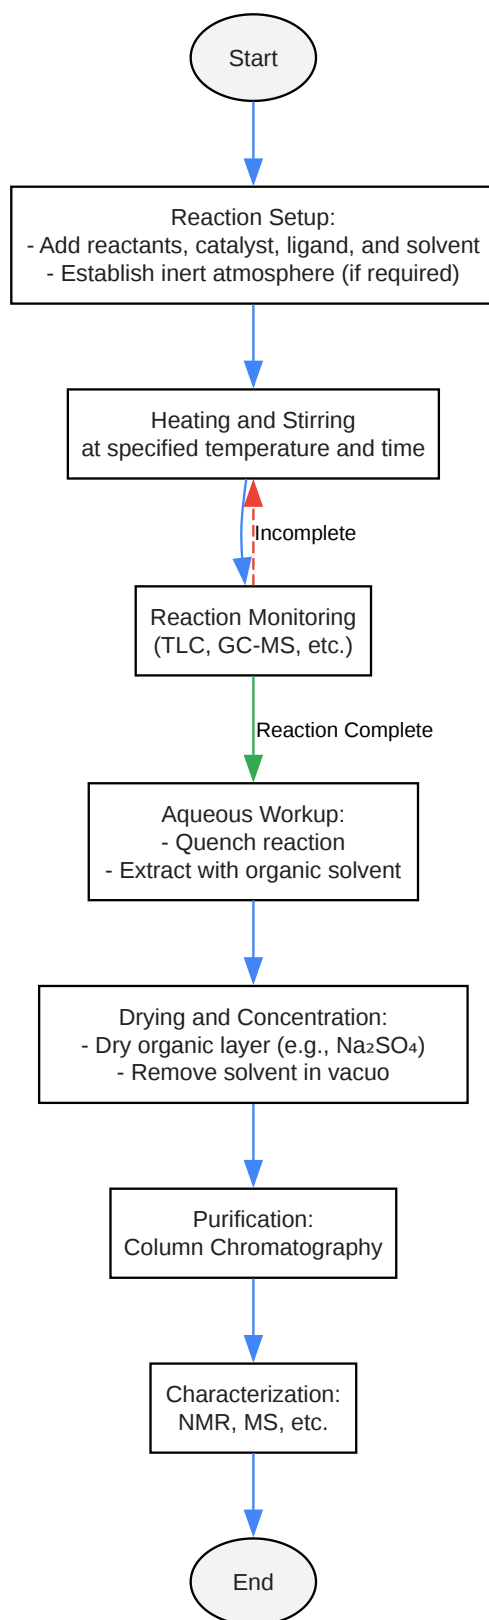 Start
Reaction Setup:
- Add reactants, catalyst, ligand, and solvent
- Establish inert atmosphere (if required)
Heating and Stirring
at specified temperature and time
Incomplete
Reaction Monitoring
(TLC, GC-MS, etc.)
Reaction Complete
Aqueous Workup:
- Quench reaction
- Extract with organic solvent
Drying and Concentration:
- Dry organic layer (e.g., Na₂SO₄)
- Remove solvent in vacuo
Purification:
Column Chromatography
Characterization:
NMR, MS, etc.
End